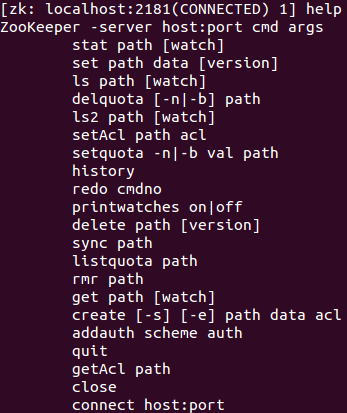 [zk: localhost:2181(CONNECTED) 1] help
ZooKeeper -server host:port cmd args
stat path [watch]
set path data [version]
ls path [watch]
delquota [-n|-b] path
ls2 path [watch]
setAcl path acl
setquota -n|-b val path
history
redo cmdno
printwatches on|off
delete path [version]
sync path
listquota path
rmr path
get path [watch]
create [-s] [-e] path data acl
addauth scheme auth
quit
getAcl path
close
connect host:port